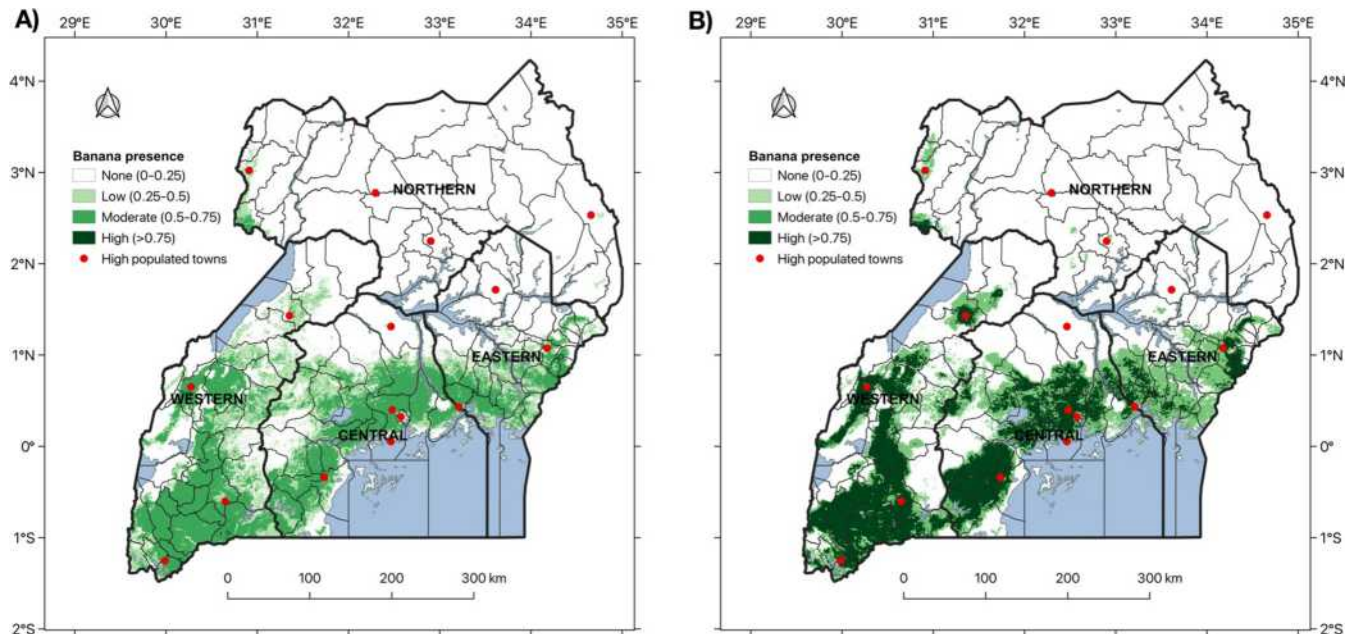 A)
29°E 30° 31° 32° 33° 34° 35°E
4°N
3°N
2°N
1°N
0°
1°S
2°S
Banana presence
None (0–0.25)
Low (0.25–0.5)
Moderate (0.5–0.75)
High (>0.75)
High populated towns
NORTHERN
EASTERN
WESTERN
CENTRAL
0 100 200 300 km
B)
29°E 30° 31° 32° 33° 34° 35°E
4°N
3°N
2°N
1°N
0°
1°S
2°S
Banana presence
None (0–0.25)
Low (0.25–0.5)
Moderate (0.5–0.75)
High (>0.75)
High populated towns
NORTHERN
EASTERN
WESTERN
CENTRAL
0 100 200 300 km